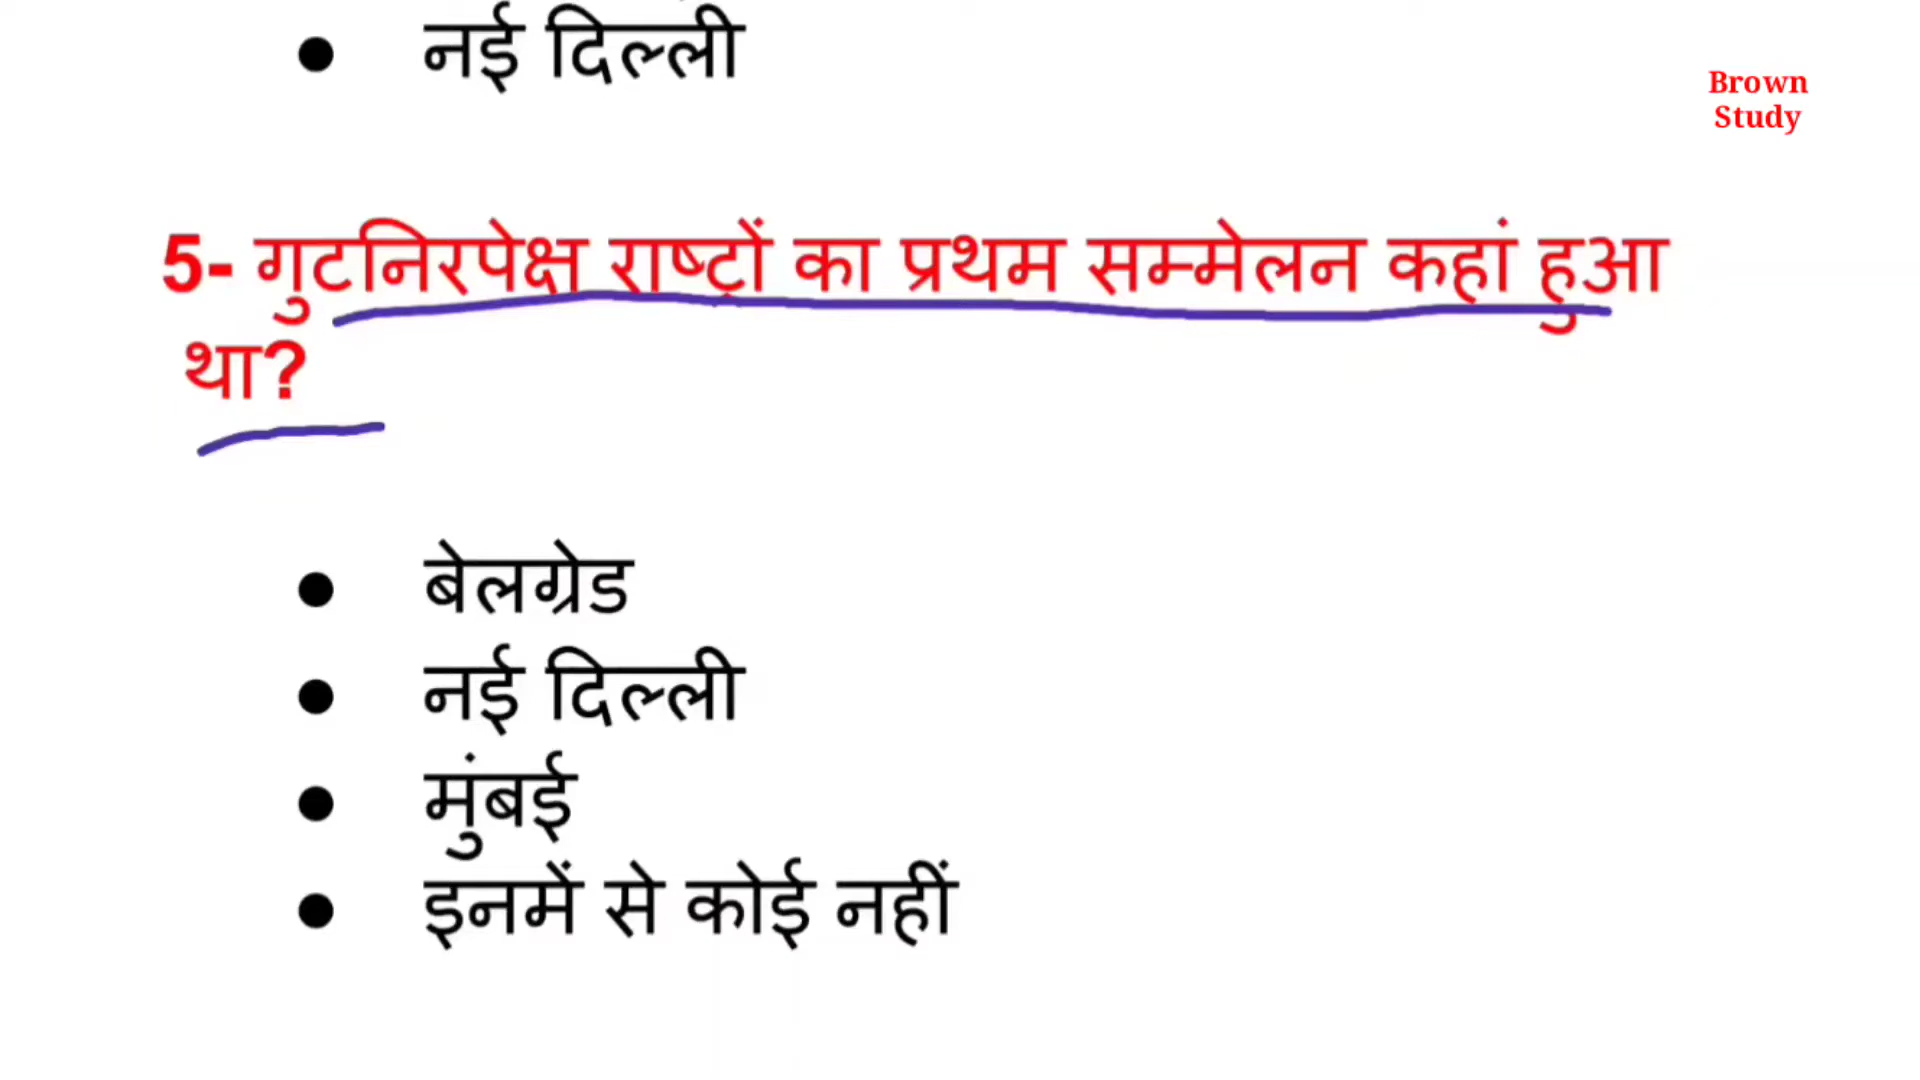 ● नई दिल्ली
Brown
Study
5- गुटनिरपेक्ष राष्ट्रों का प्रथम सम्मेलन कहां हुआ
था?
● बेलग्रेड
● नई दिल्ली
● मुंबई
● इनमें से कोई नहीं